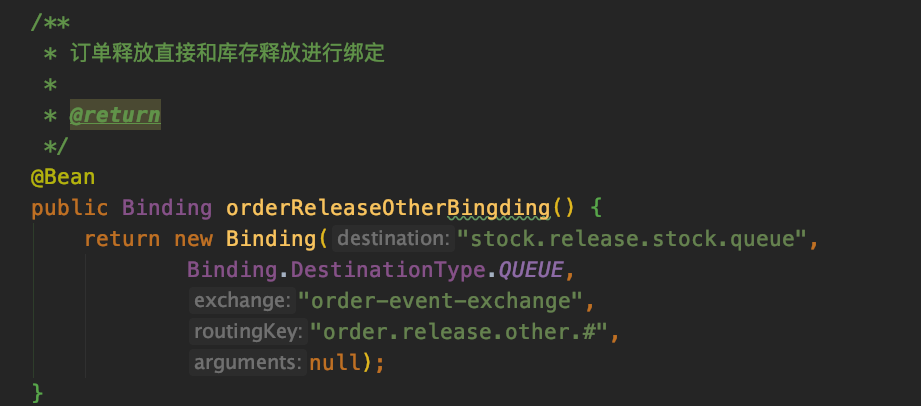 /**
 * 订单释放直接和库存释放进行绑定
 *
 * @return
 */
@Bean
public Binding orderReleaseOtherBingding() {
    return new Binding( destination: "stock.release.stock.queue",
            Binding.DestinationType.QUEUE,
            exchange: "order-event-exchange",
            routingKey: "order.release.other.#",
            arguments: null);
}